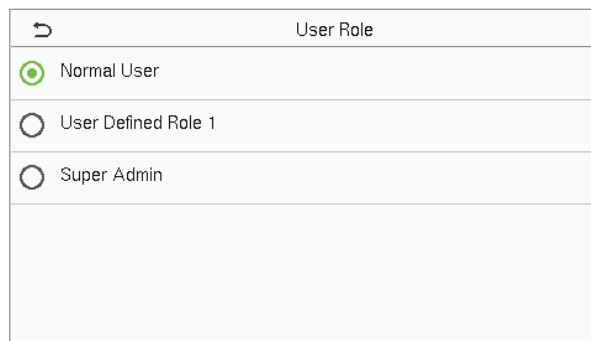 User Role
Normal User
User Defined Role 1
Super Admin